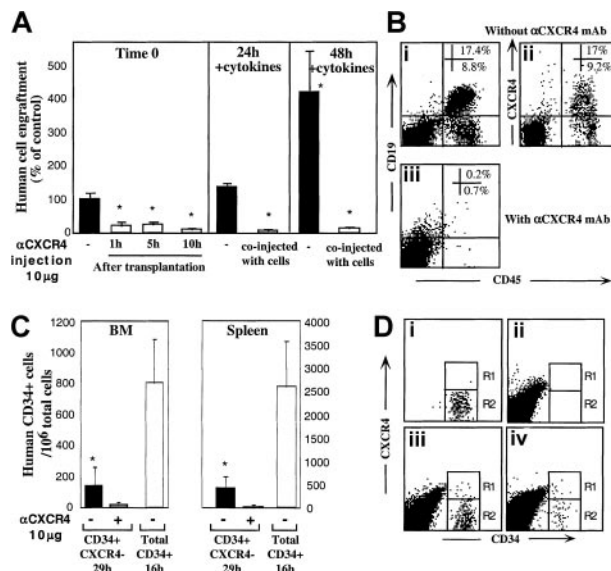 A
Time 0
24h +cytokines
48h +cytokines
Human cell engraftment (% of control)
500
400
300
200
100
0
* * * * * *
αCXCR4 injection 10µg
- 1h 5h 10h
After transplantation
- co-injected with cells
- co-injected with cells
B
Without αCXCR4 mAb
i
17.4%
8.8%
ii
17%
9.2%
CD19
CXCR4
iii
0.2%
0.7%
With αCXCR4 mAb
CD45
C
BM
Spleen
Human CD34+ cells /10⁶ total cells
1200
1000
800
600
400
200
0
4000
3500
3000
2500
2000
1500
1000
500
0
* *
αCXCR4 10µg
- + -
- + -
CD34+ CXCR4- 29h
Total CD34+ 16h
CD34+ CXCR4- 29h
Total CD34+ 16h
D
i
R1
R2
ii
R1
R2
iii
R1
R2
iv
R1
R2
CXCR4
CD34